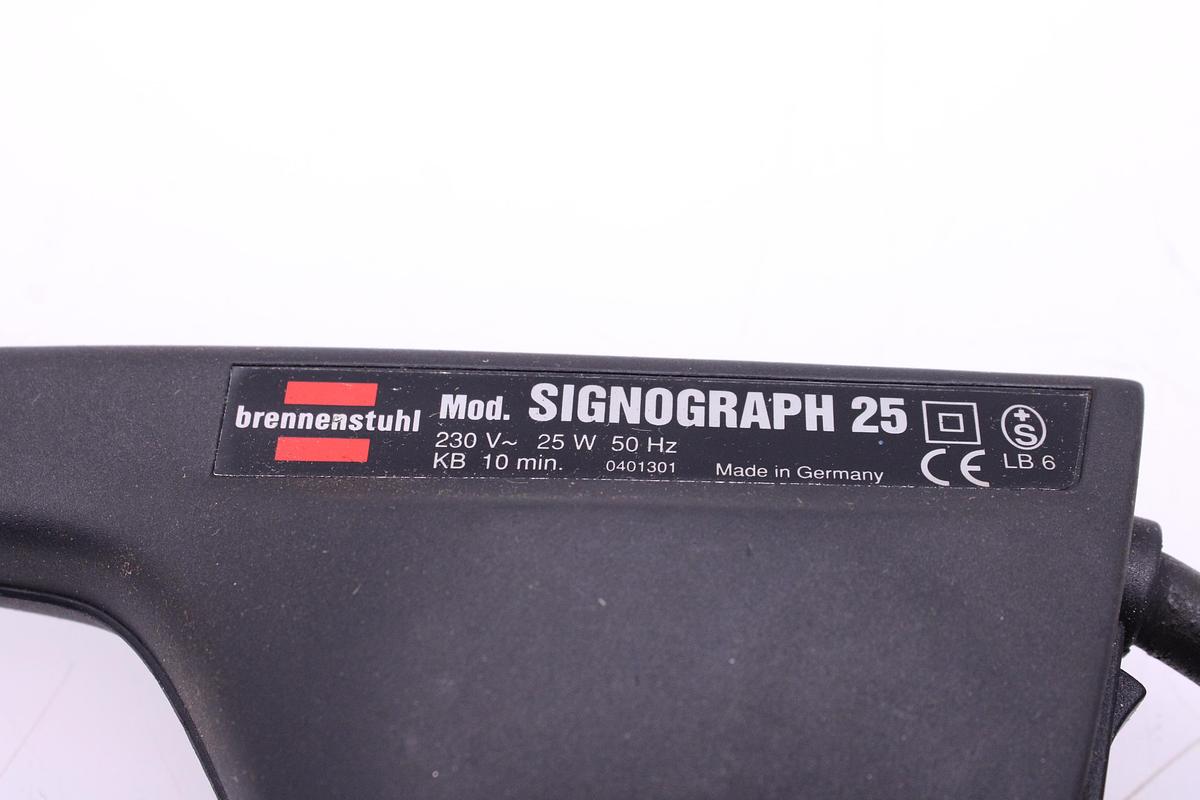 brennenstuhl
Mod. SIGNOGRAPH 25
230 V~ 25 W 50 Hz
KB 10 min. 0401301 Made in Germany
CE
+S
LB 6